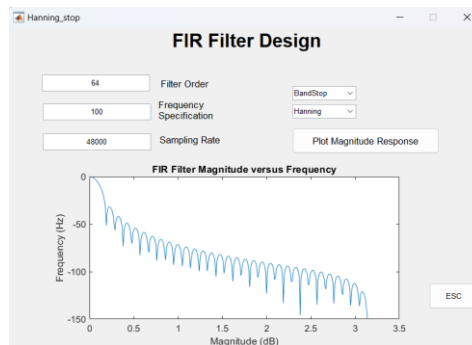 Hanning_stop
FIR Filter Design
64
Filter Order
BandStop
100
Frequency
Specification
Hanning
48000
Sampling Rate
Plot Magnitude Response
FIR Filter Magnitude versus Frequency
0
-50
-100
-150
Frequency (Hz)
0
0.5
1
1.5
2
2.5
3
3.5
Magnitude (dB)
ESC